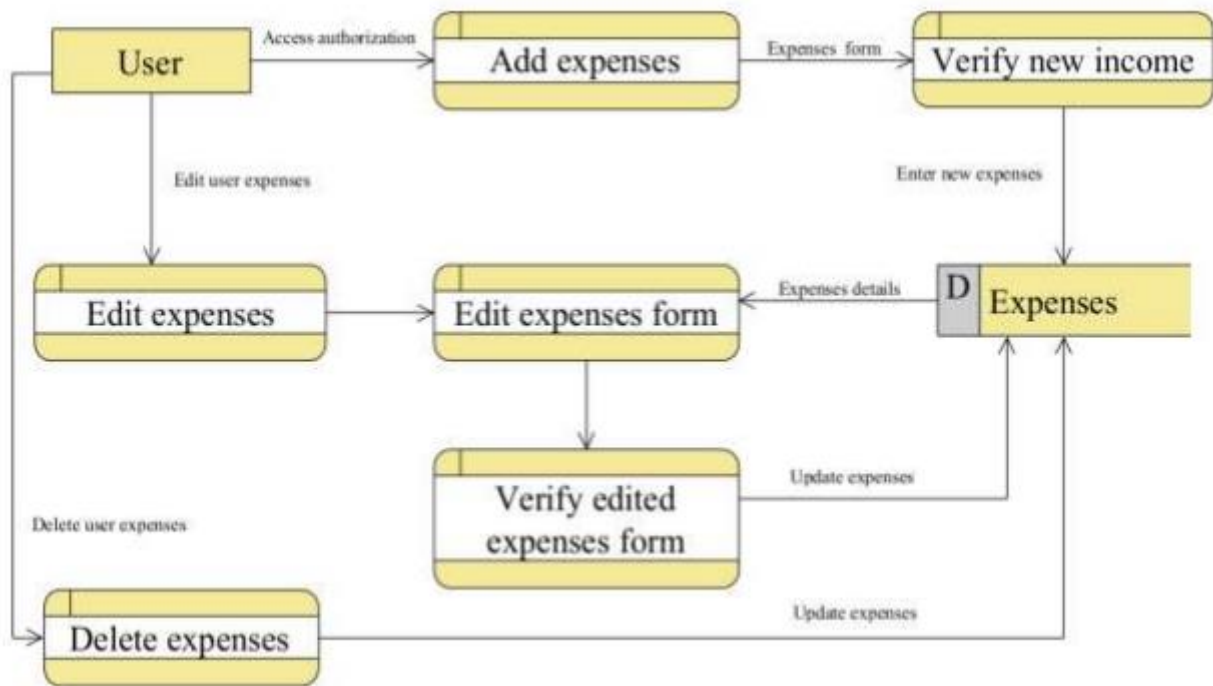 User
Access authorization
Add expenses
Expenses form
Verify new income
Edit user expenses
Enter new expenses
Edit expenses
Edit expenses form
Expenses details
D
Expenses
Verify edited
expenses form
Update expenses
Delete user expenses
Delete expenses
Update expenses